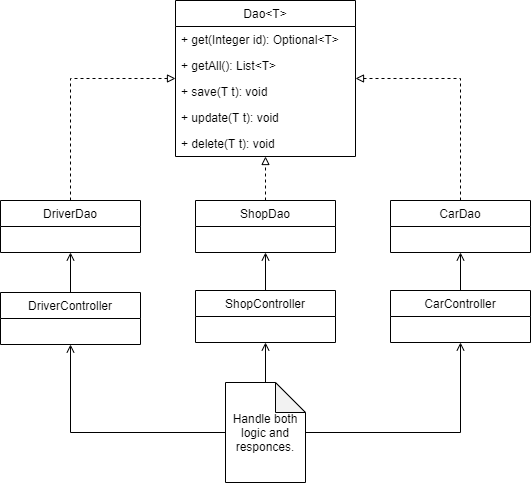 Dao<T>
+ get(Integer id): Optional<T>
+ getAll(): List<T>
+ save(T t): void
+ update(T t): void
+ delete(T t): void
DriverDao
ShopDao
CarDao
DriverController
ShopController
CarController
Handle both
logic and
responces.